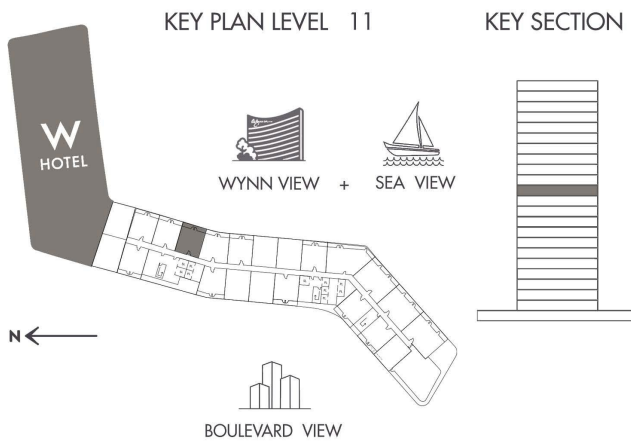 KEY PLAN LEVEL 11
KEY SECTION
W
HOTEL
WYNN VIEW + SEA VIEW
N
BOULEVARD VIEW